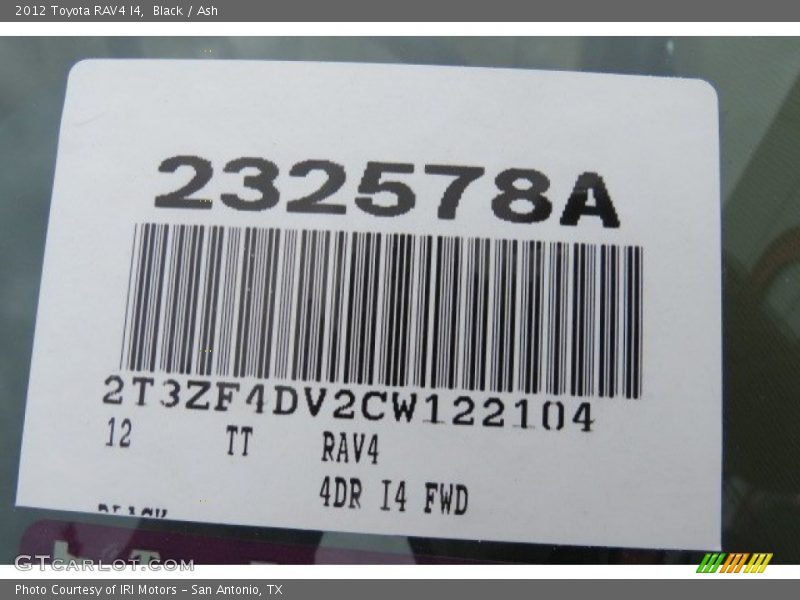 2012 Toyota RAV4 I4,  Black / Ash
232578A
2T3ZF4DV2CW122104
12 TT RAV4
4DR I4 FWD
GTCarLot.com
Photo Courtesy of IRI Motors - San Antonio, TX